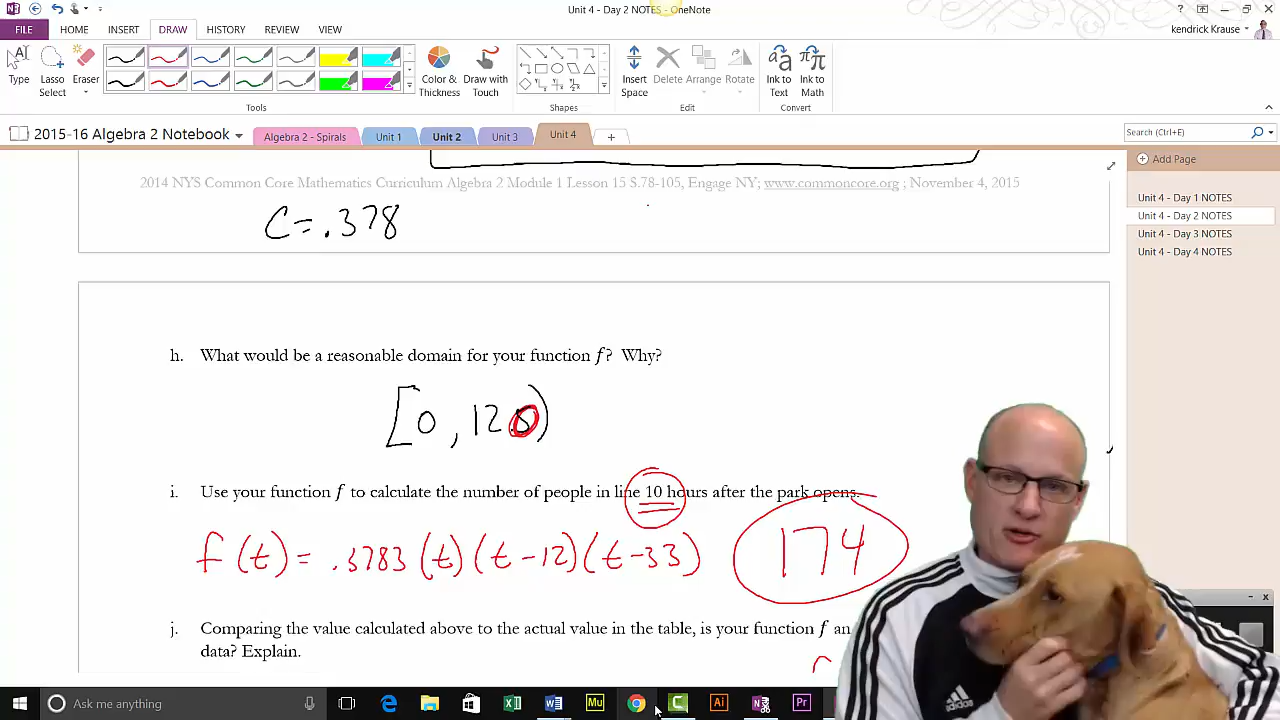 Unit 4 - Day 2 NOTES - OneNote
FILE HOME INSERT DRAW HISTORY REVIEW VIEW
kendrick Krause
Type Lasso Select Eraser Color & Thickness Draw with Touch Insert Space Delete Arrange Rotate Ink to Text Ink to Math
Tools Shapes Edit Convert
2015-16 Algebra 2 Notebook Algebra 2 - Spirals Unit 1 Unit 2 Unit 3 Unit 4
Search (Ctrl+E)
Add Page
Unit 4 - Day 1 NOTES
Unit 4 - Day 2 NOTES
Unit 4 - Day 3 NOTES
Unit 4 - Day 4 NOTES
2014 NYS Common Core Mathematics Curriculum Algebra 2 Module 1 Lesson 15 S.78-105, Engage NY; www.commoncore.org ; November 4, 2015
C=.378
h. What would be a reasonable domain for your function f? Why?
[0, 12 )
i. Use your function f to calculate the number of people in line 10 hours after the park opens.
f(t) = .3783(t)(t-12)(t-33) 174
j. Comparing the value calculated above to the actual value in the table, is your function f an
data? Explain.
Ask me anything
Mu Ai Pr